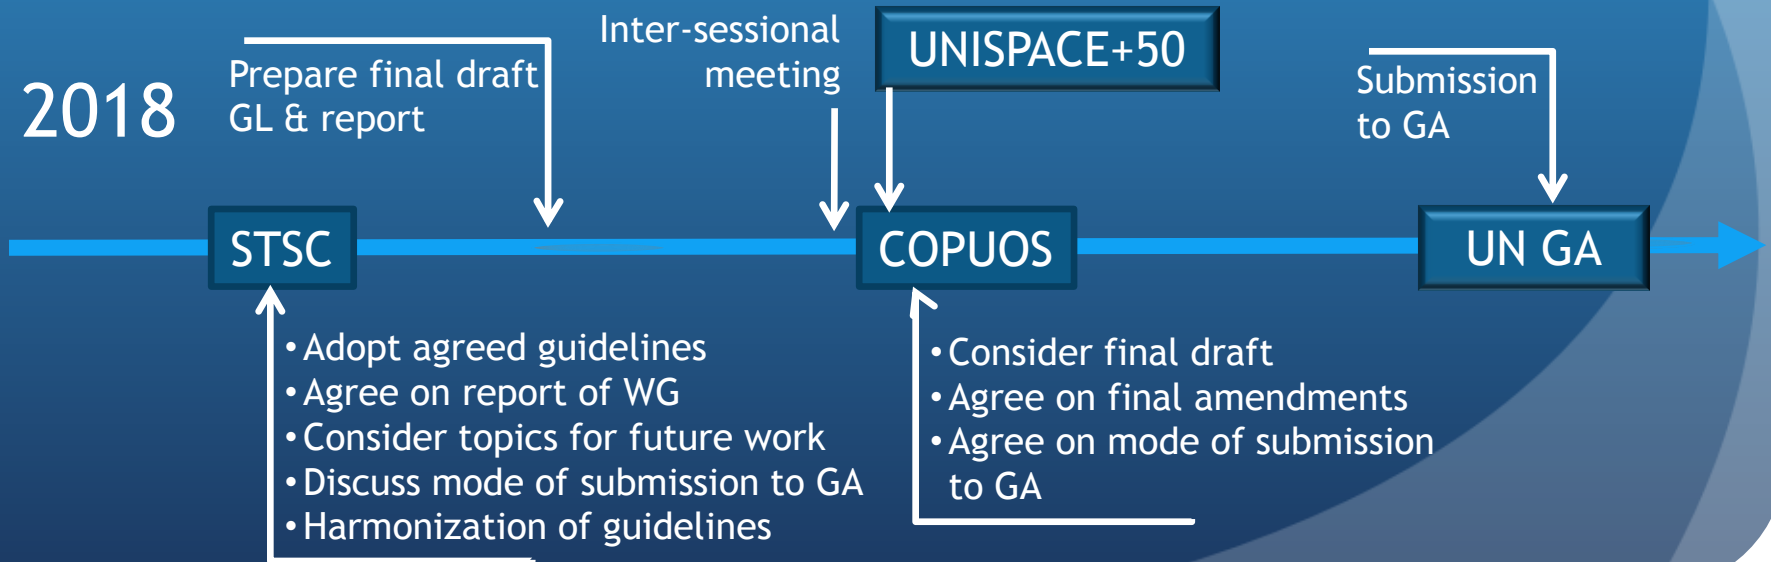 2018
Prepare final draft
GL & report
Inter-sessional
meeting
UNISPACE+50
Submission
to GA
STSC
COPUOS
UN GA
• Adopt agreed guidelines
• Agree on report of WG
• Consider topics for future work
• Discuss mode of submission to GA
• Harmonization of guidelines
• Consider final draft
• Agree on final amendments
• Agree on mode of submission
to GA